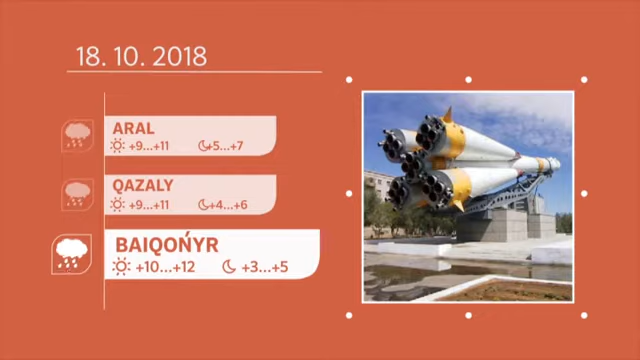 18. 10. 2018
ARAL
+9...+11 +5...+7
QAZALY
+9...+11 +4...+6
BAIQOŃYR
+10...+12 +3...+5